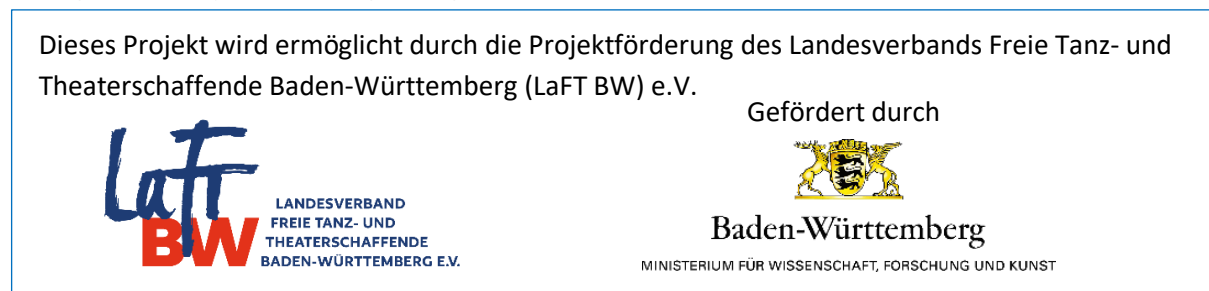 Dieses Projekt wird ermöglicht durch die Projektförderung des Landesverbands Freie Tanz- und
Theaterschaffende Baden-Württemberg (LaFT BW) e.V.
Gefördert durch
LaFT
BW
LANDESVERBAND
FREIE TANZ- UND
THEATERSCHAFFENDE
BADEN-WÜRTTEMBERG E.V.
Baden-Württemberg
MINISTERIUM FÜR WISSENSCHAFT, FORSCHUNG UND KUNST